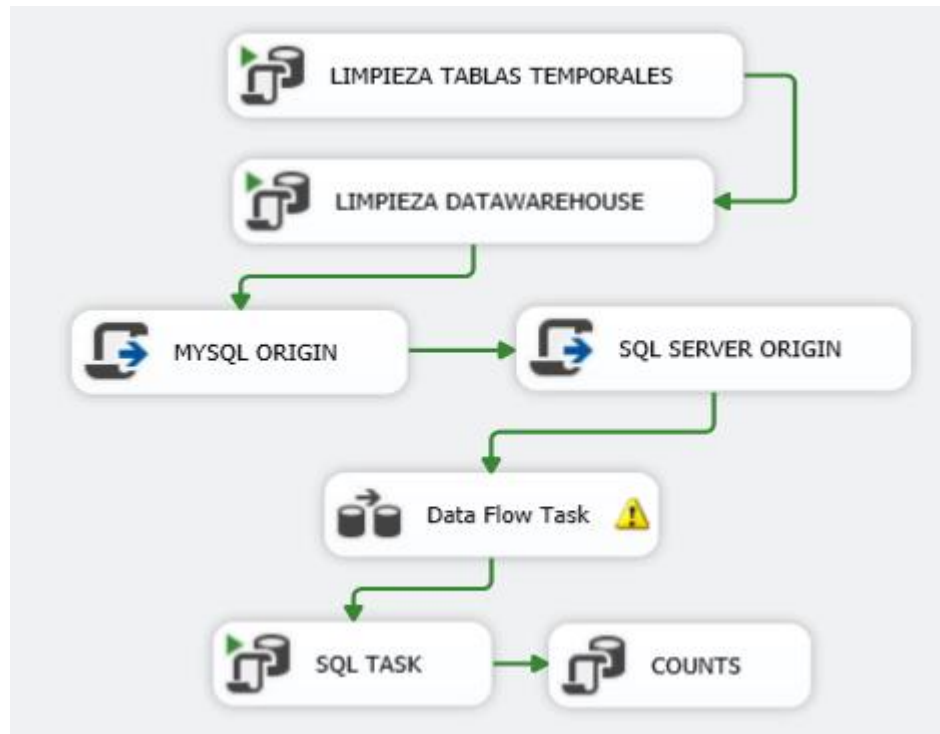 LIMPIEZA TABLAS TEMPORALES
LIMPIEZA DATAWAREHOUSE
MYSQL ORIGIN
SQL SERVER ORIGIN
Data Flow Task
SQL TASK
COUNTS